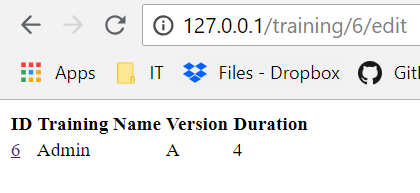 127.0.0.1/training/6/edit
Apps IT Files - Dropbox
ID Training Name Version Duration
6 Admin A 4